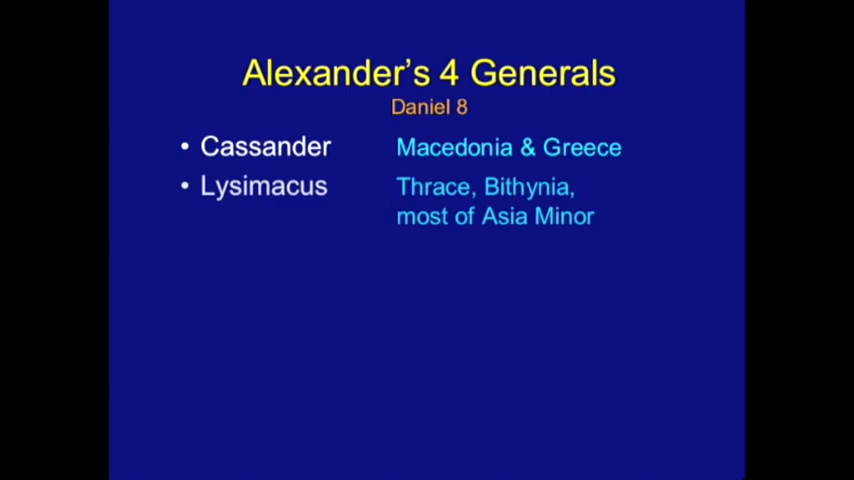 Alexander's 4 Generals
Daniel 8
• Cassander Macedonia & Greece
• Lysimacus Thrace, Bithynia,
most of Asia Minor